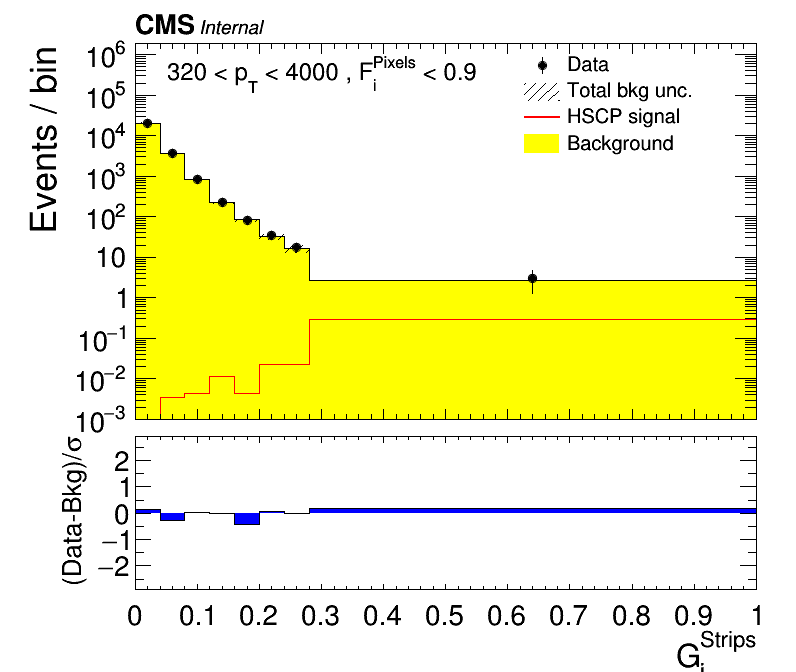 CMS Internal
320 < p_T < 4000 , F_i^Pixels < 0.9
Data
Total bkg unc.
HSCP signal
Background
Events / bin
10^6
10^5
10^4
10^3
10^2
10
1
10^−1
10^−2
10^−3
(Data-Bkg)/σ
2
1
0
−1
−2
0 0.1 0.2 0.3 0.4 0.5 0.6 0.7 0.8 0.9 1
G_i^Strips